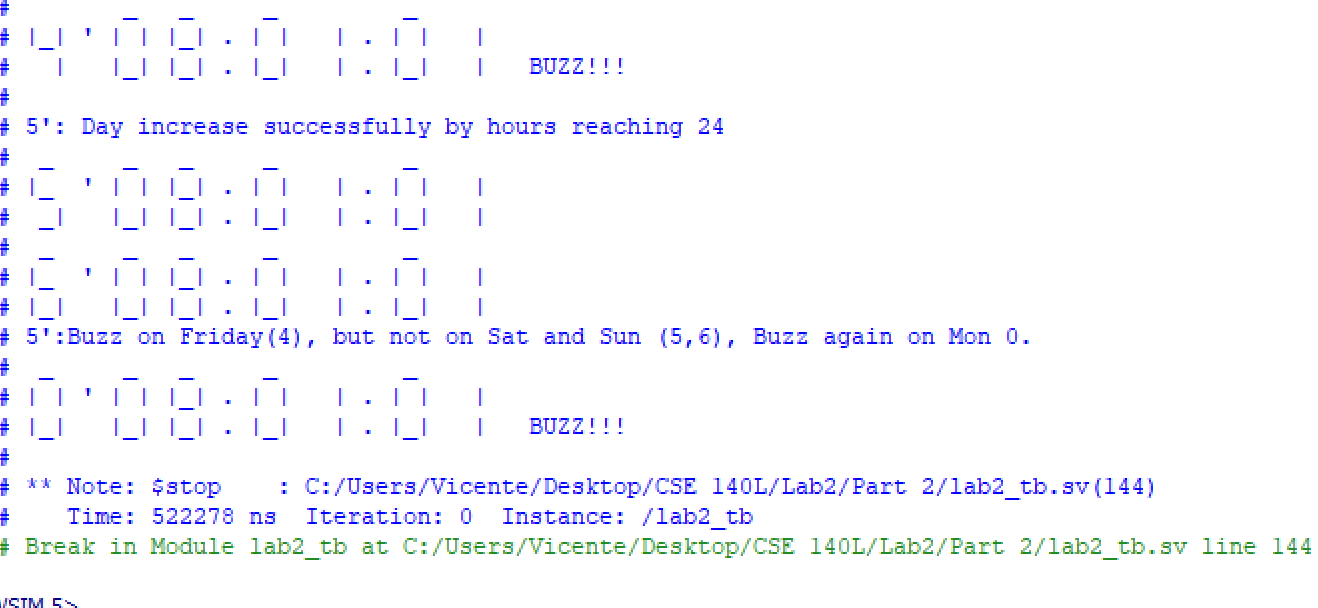 #  _     _  _    _       _
# |_| ' | | |_| . | |   | . | |   |
#   |   |_| |_| . |_|   | . |_|   |   BUZZ!!!
#
# 5': Day increase successfully by hours reaching 24
#
#  _     _  _    _       _
# |_  ' | | |_| . | |   | . | |   |
#  _|   |_| |_| . |_|   | . |_|   |
#
#  _     _  _    _       _
# |_  ' | | |_| . | |   | . | |   |
# |_|   |_| |_| . |_|   | . |_|   |
# 5':Buzz on Friday(4), but not on Sat and Sun (5,6), Buzz again on Mon 0.
#
#  _     _  _    _       _
# | | ' | | |_| . | |   | . | |   |
# |_|   |_| |_| . |_|   | . |_|   |   BUZZ!!!
#
# ** Note: $stop    : C:/Users/Vicente/Desktop/CSE 140L/Lab2/Part 2/lab2_tb.sv(144)
#    Time: 522278 ns  Iteration: 0  Instance: /lab2_tb
# Break in Module lab2_tb at C:/Users/Vicente/Desktop/CSE 140L/Lab2/Part 2/lab2_tb.sv line 144
VSIM 5>